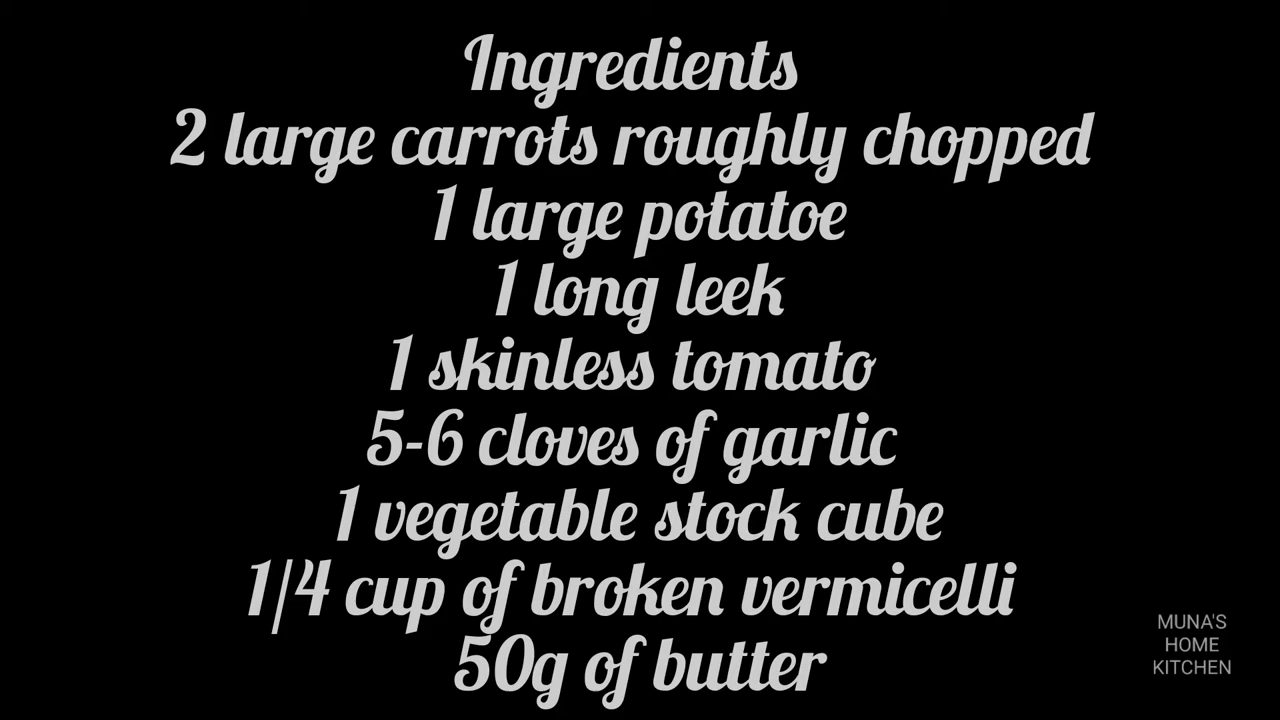 Ingredients
2 large carrots roughly chopped
1 large potatoe
1 long leek
1 skinless tomato
5-6 cloves of garlic
1 vegetable stock cube
1/4 cup of broken vermicelli
50g of butter
MUNA'S
HOME
KITCHEN